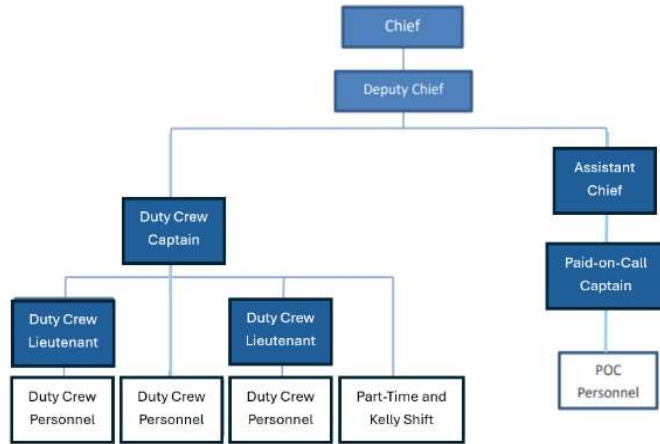 Chief
Deputy Chief
Assistant
Chief
Duty Crew
Captain
Paid-on-Call
Captain
Duty Crew
Lieutenant
Duty Crew
Lieutenant
Duty Crew
Personnel
Duty Crew
Personnel
Duty Crew
Personnel
Part-Time and
Kelly Shift
POC
Personnel